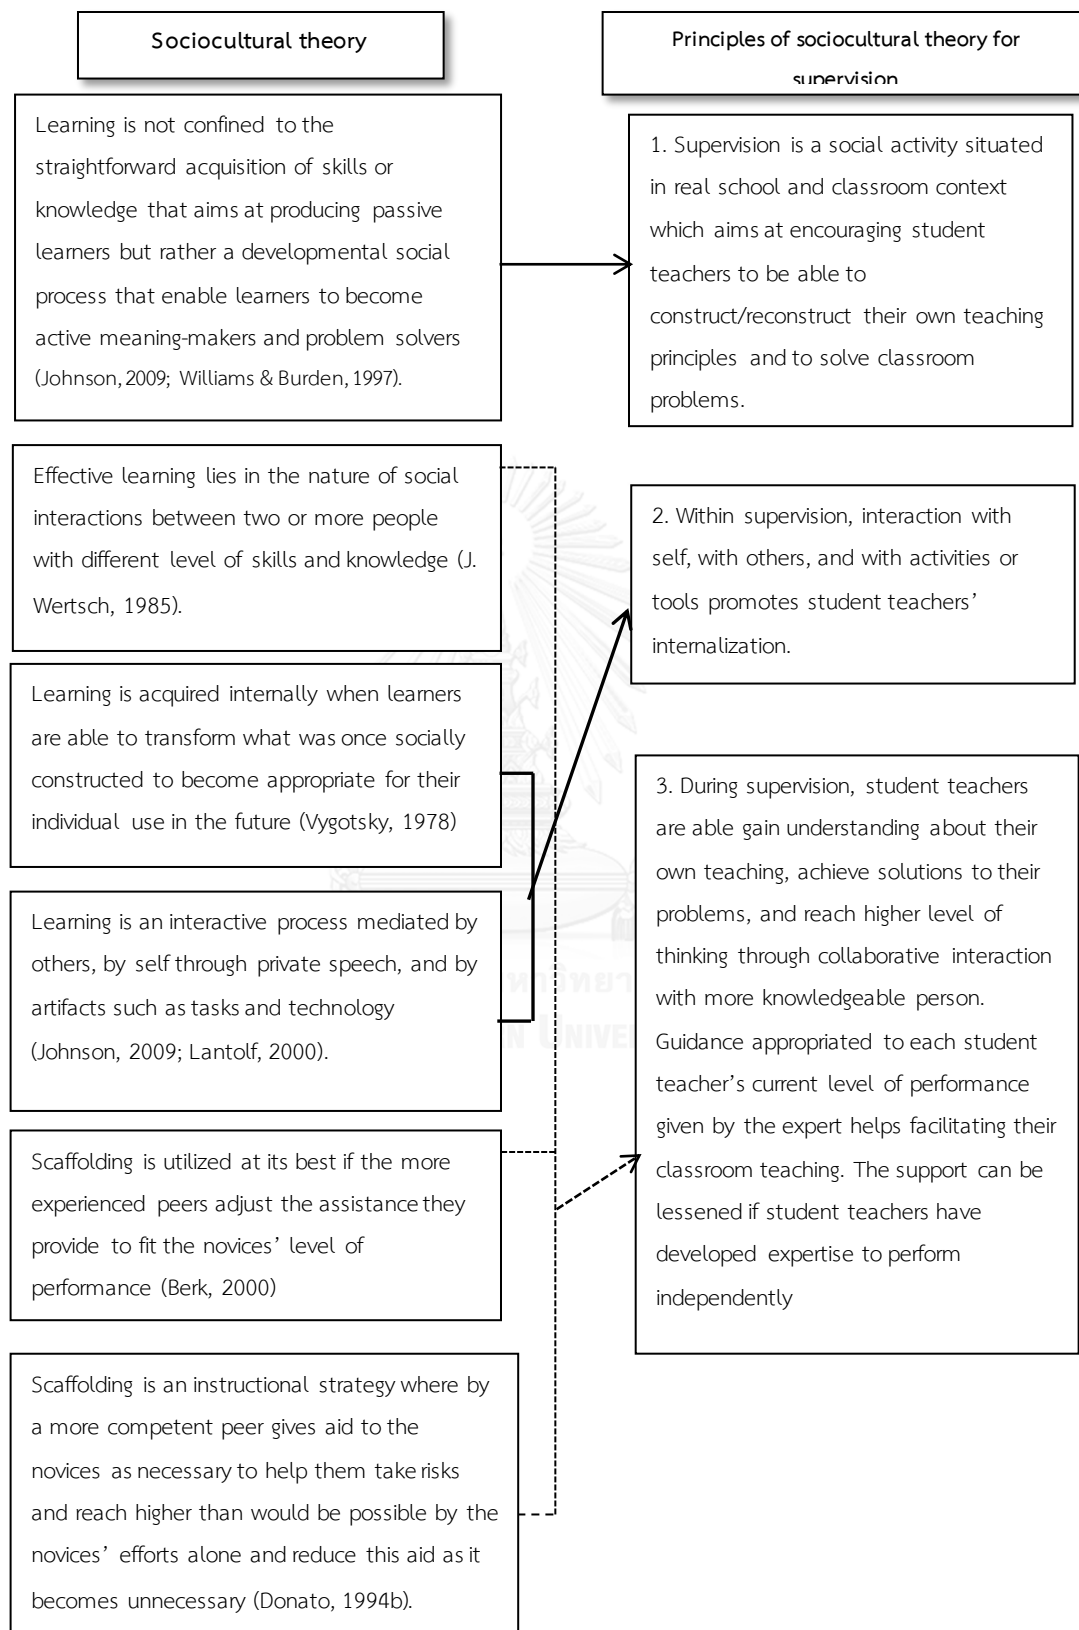 Sociocultural theory
Principles of sociocultural theory for
supervision
Learning is not confined to the
straightforward acquisition of skills or
knowledge that aims at producing passive
learners but rather a developmental social
process that enable learners to become
active meaning-makers and problem solvers
(Johnson, 2009; Williams & Burden, 1997).
1. Supervision is a social activity situated
in real school and classroom context
which aims at encouraging student
teachers to be able to
construct/reconstruct their own teaching
principles and to solve classroom
problems.
Effective learning lies in the nature of social
interactions between two or more people
with different level of skills and knowledge (J.
Wertsch, 1985).
2. Within supervision, interaction with
self, with others, and with activities or
tools promotes student teachers’
internalization.
Learning is acquired internally when learners
are able to transform what was once socially
constructed to become appropriate for their
individual use in the future (Vygotsky, 1978)
Learning is an interactive process mediated by
others, by self through private speech, and by
artifacts such as tasks and technology
(Johnson, 2009; Lantolf, 2000).
3. During supervision, student teachers
are able gain understanding about their
own teaching, achieve solutions to their
problems, and reach higher level of
thinking through collaborative interaction
with more knowledgeable person.
Guidance appropriated to each student
teacher’s current level of performance
given by the expert helps facilitating their
classroom teaching. The support can be
lessened if student teachers have
developed expertise to perform
independently
Scaffolding is utilized at its best if the more
experienced peers adjust the assistance they
provide to fit the novices’ level of
performance (Berk, 2000)
Scaffolding is an instructional strategy where by
a more competent peer gives aid to the
novices as necessary to help them take risks
and reach higher than would be possible by the
novices’ efforts alone and reduce this aid as it
becomes unnecessary (Donato, 1994b).